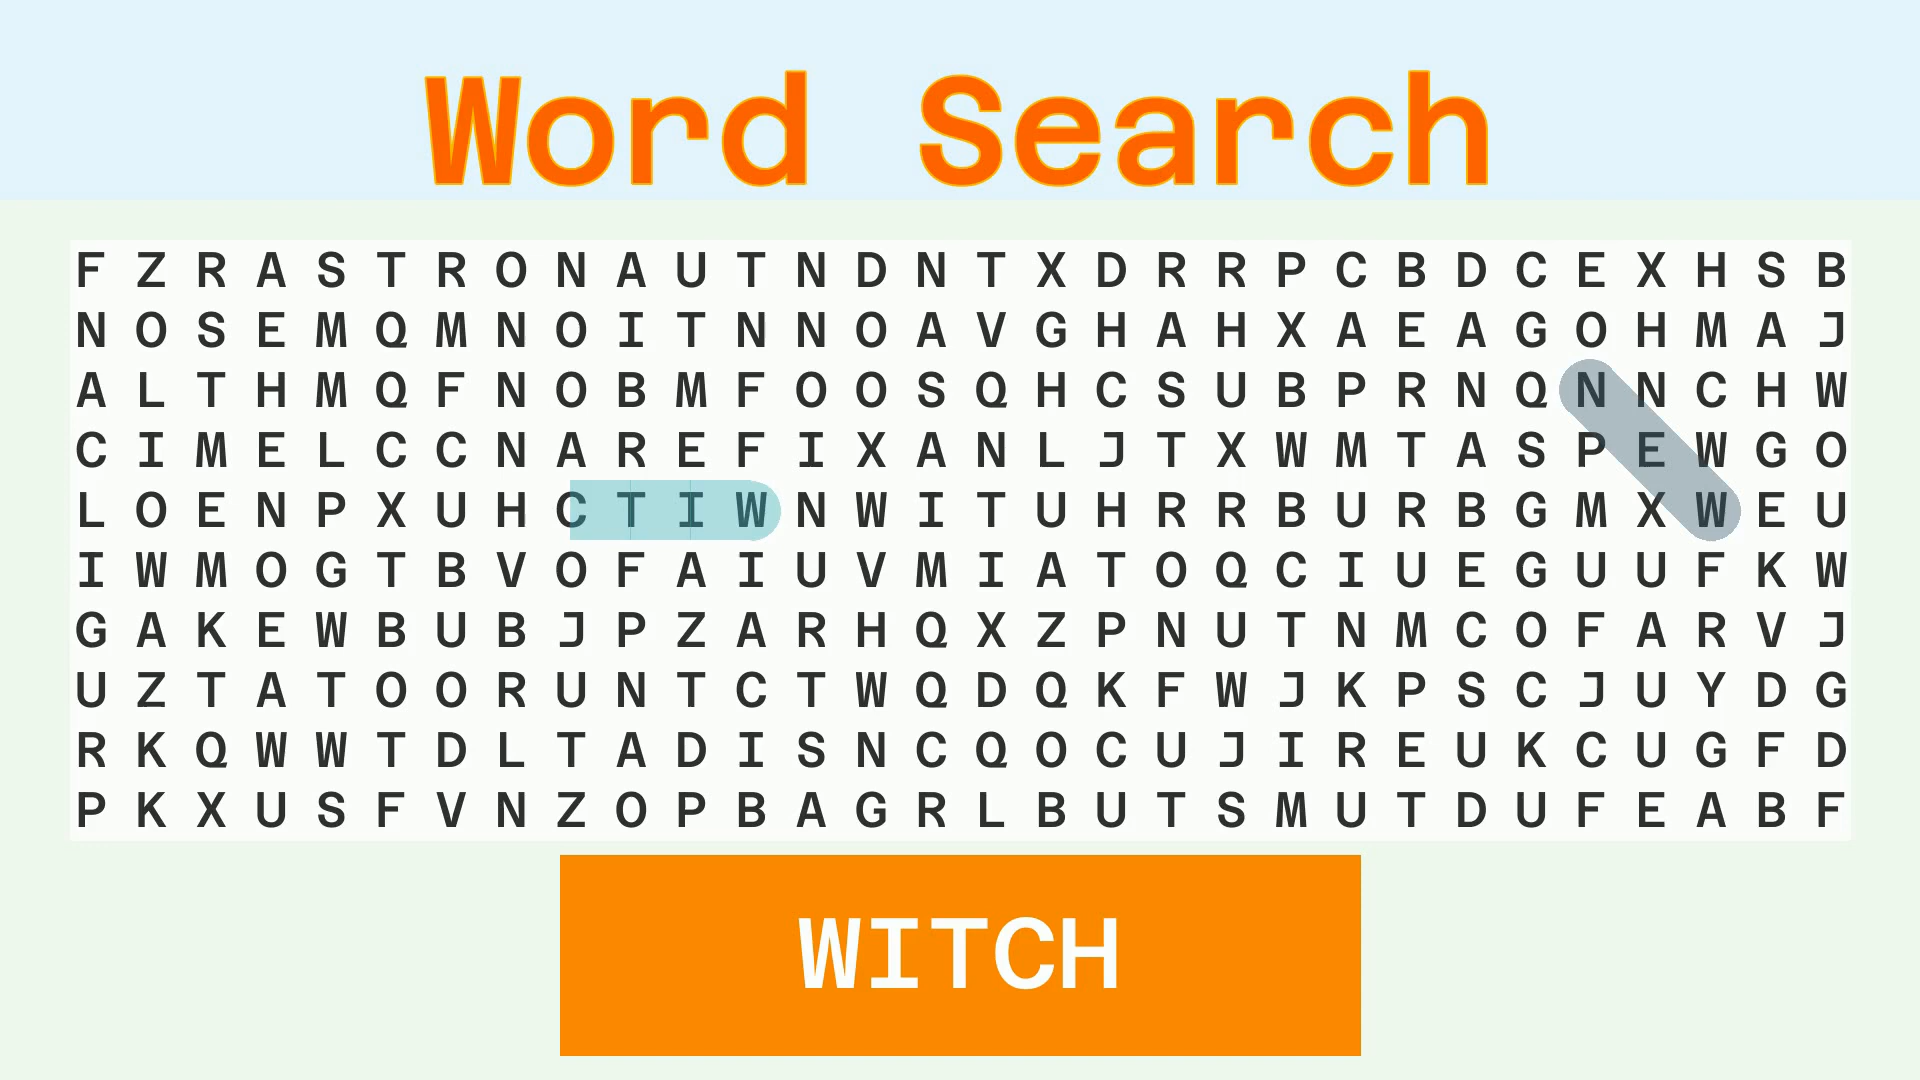 Word Search
F Z R A S T R O N A U T N D N T X D R R P C B D C E X H S B
N O S E M Q M N O I T N N O A V G H A H X A E A G O H M A J
A L T H M Q F N O B M F O O S Q H C S U B P R N Q N N C H W
C I M E L C C N A R E F I X A N L J T X W M T A S P E W G O
L O E N P X U H C T I W N W I T U H R R B U R B G M X W E U
I W M O G T B V O F A I U V M I A T O Q C I U E G U U F K W
G A K E W B U B J P Z A R H Q X Z P N U T N M C O F A R V J
U Z T A T O O R U N T C T W Q D Q K F W J K P S C J U Y D G
R K Q W W T D L T A D I S N C Q O C U J I R E U K C U G F D
P K X U S F V N Z O P B A G R L B U T S M U T D U F E A B F
WITCH